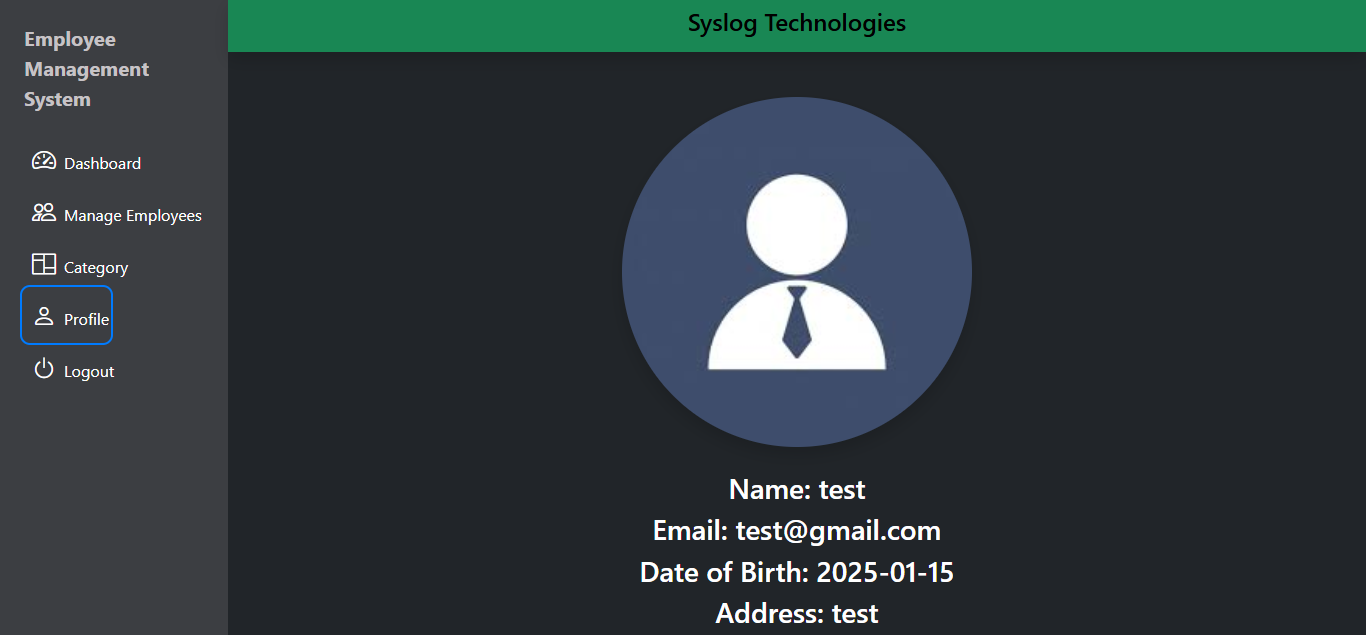 Employee
Management
System
Dashboard
Manage Employees
Category
Profile
Logout
Syslog Technologies
Name: test
Email: test@gmail.com
Date of Birth: 2025-01-15
Address: test